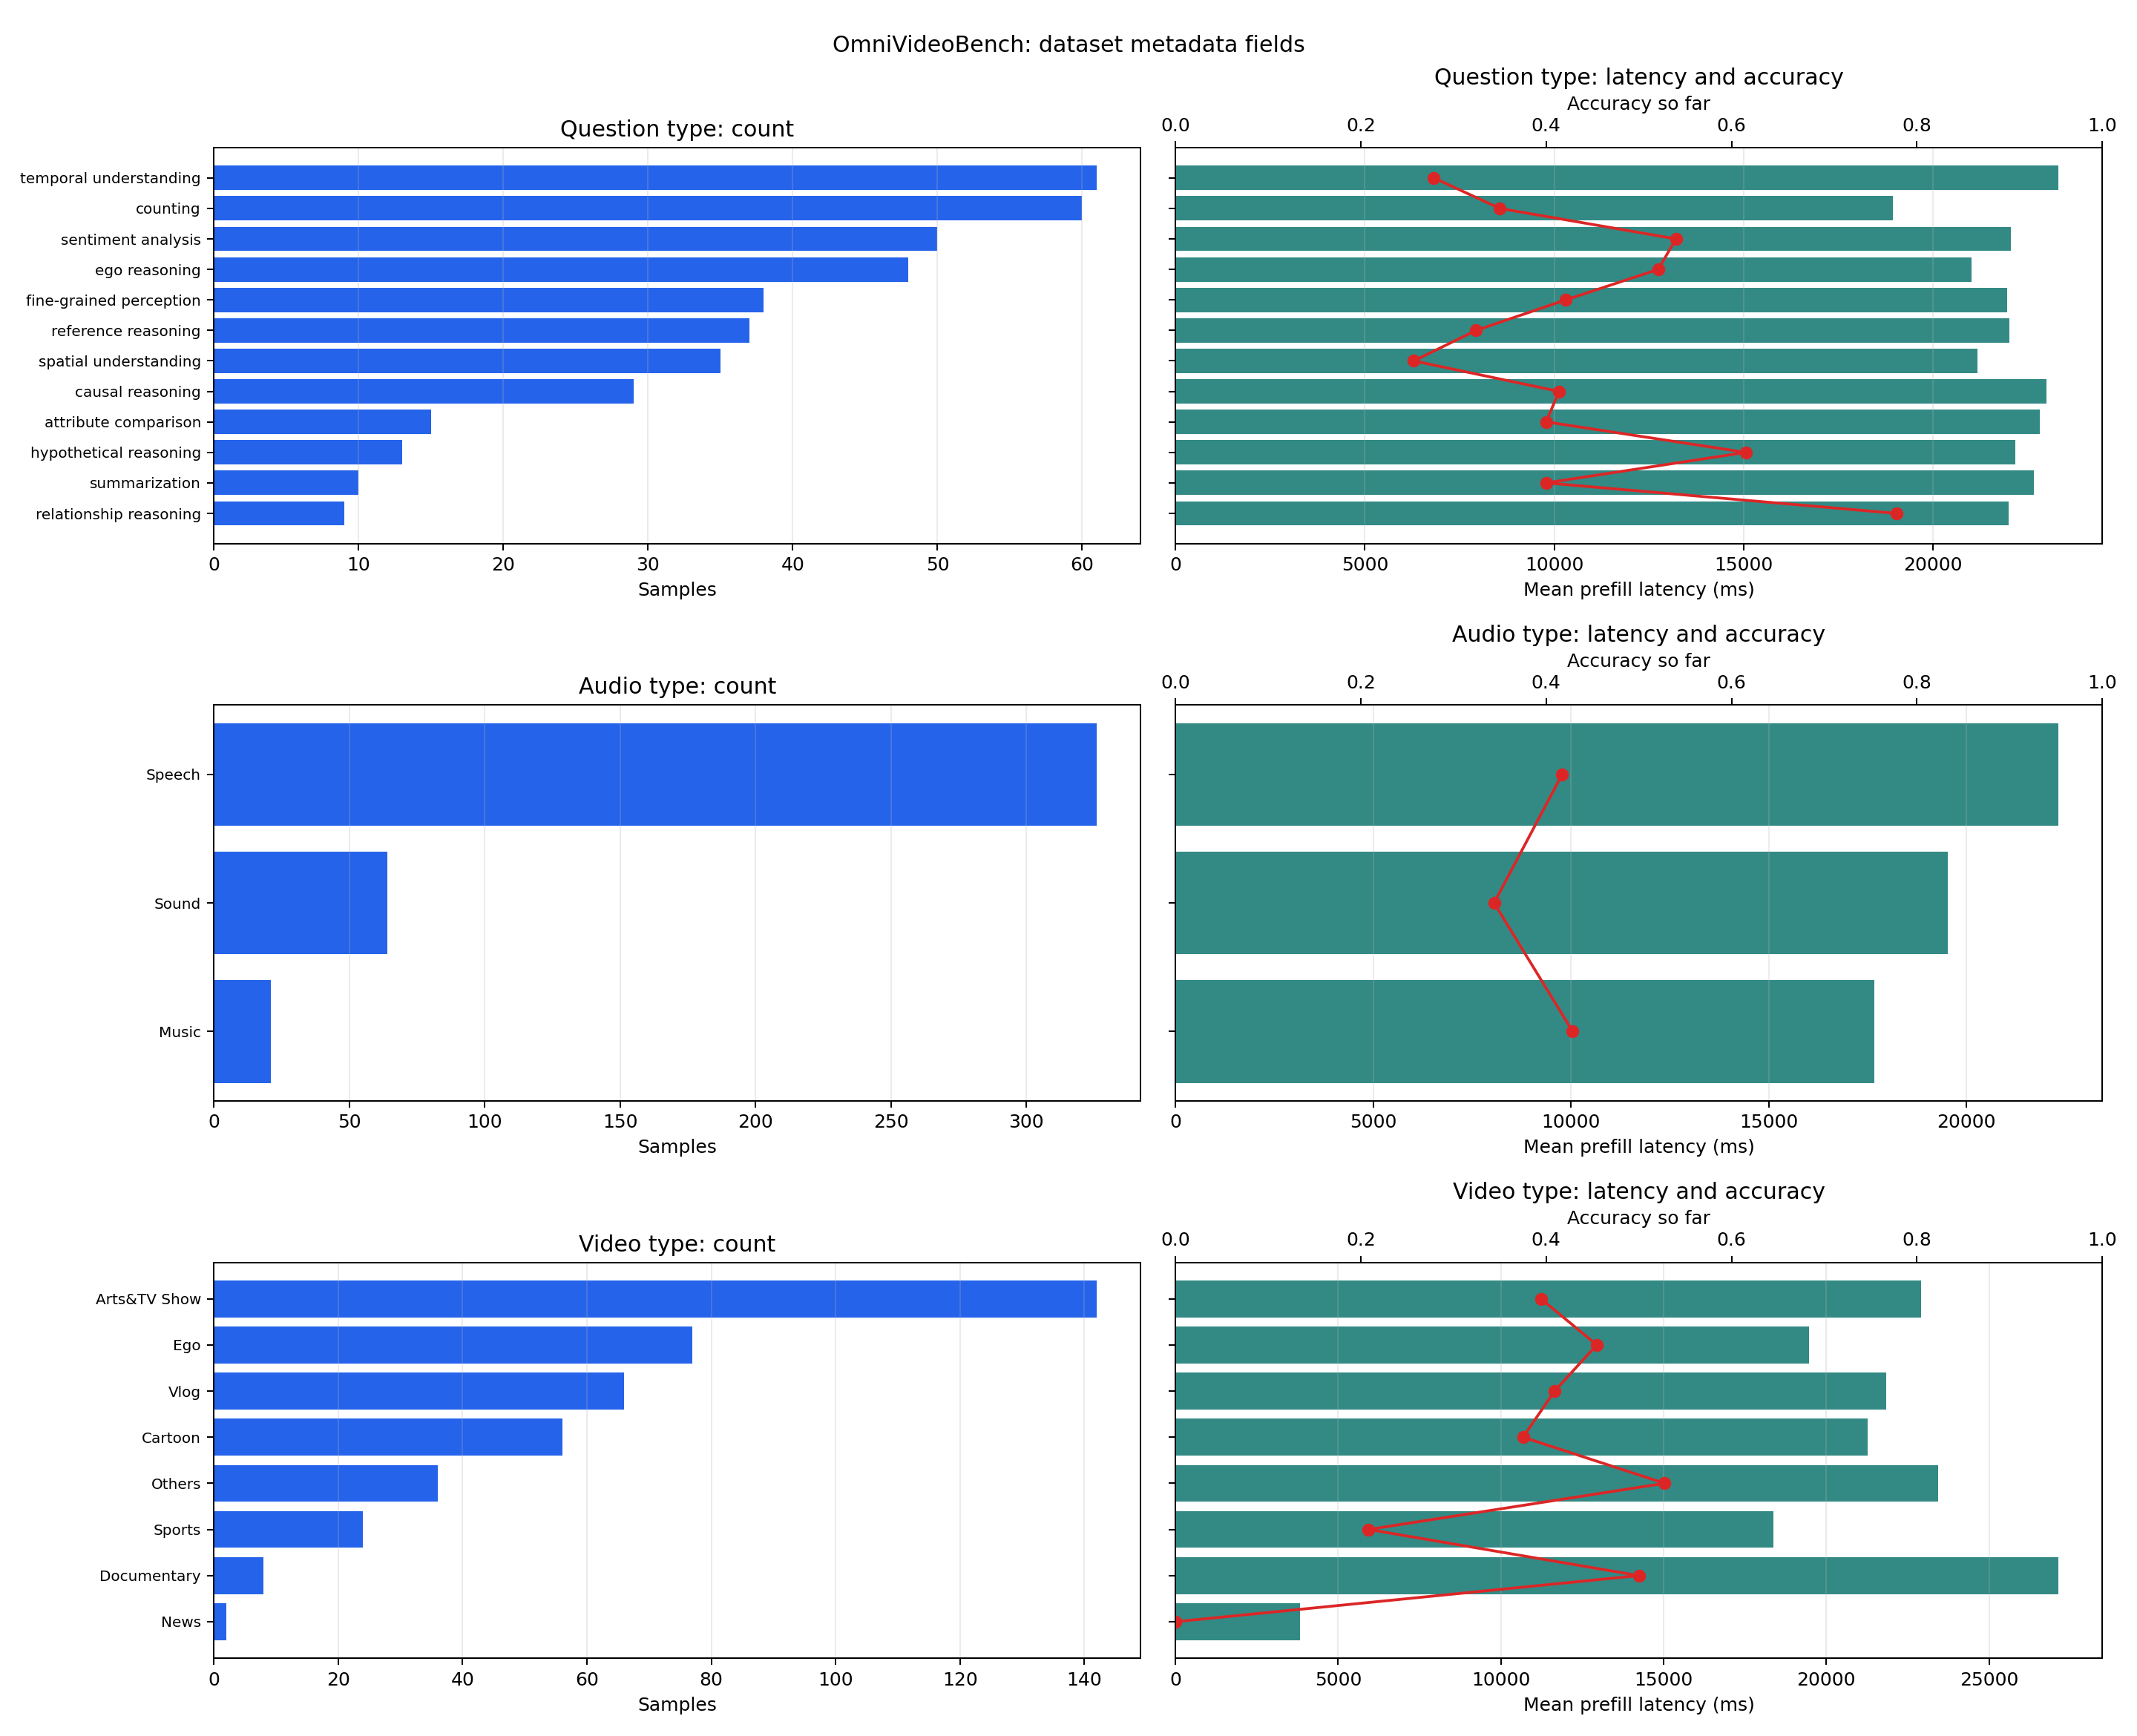 OmniVideoBench: dataset metadata fields
Question type: count
temporal understanding
counting
sentiment analysis
ego reasoning
fine-grained perception
reference reasoning
spatial understanding
causal reasoning
attribute comparison
hypothetical reasoning
summarization
relationship reasoning
0 10 20 30 40 50 60
Samples
Question type: latency and accuracy
Accuracy so far
0.0 0.2 0.4 0.6 0.8 1.0
0 5000 10000 15000 20000
Mean prefill latency (ms)
Audio type: count
Speech
Sound
Music
0 50 100 150 200 250 300
Samples
Audio type: latency and accuracy
Accuracy so far
0.0 0.2 0.4 0.6 0.8 1.0
0 5000 10000 15000 20000
Mean prefill latency (ms)
Video type: count
Arts&TV Show
Ego
Vlog
Cartoon
Others
Sports
Documentary
News
0 20 40 60 80 100 120 140
Samples
Video type: latency and accuracy
Accuracy so far
0.0 0.2 0.4 0.6 0.8 1.0
0 5000 10000 15000 20000 25000
Mean prefill latency (ms)